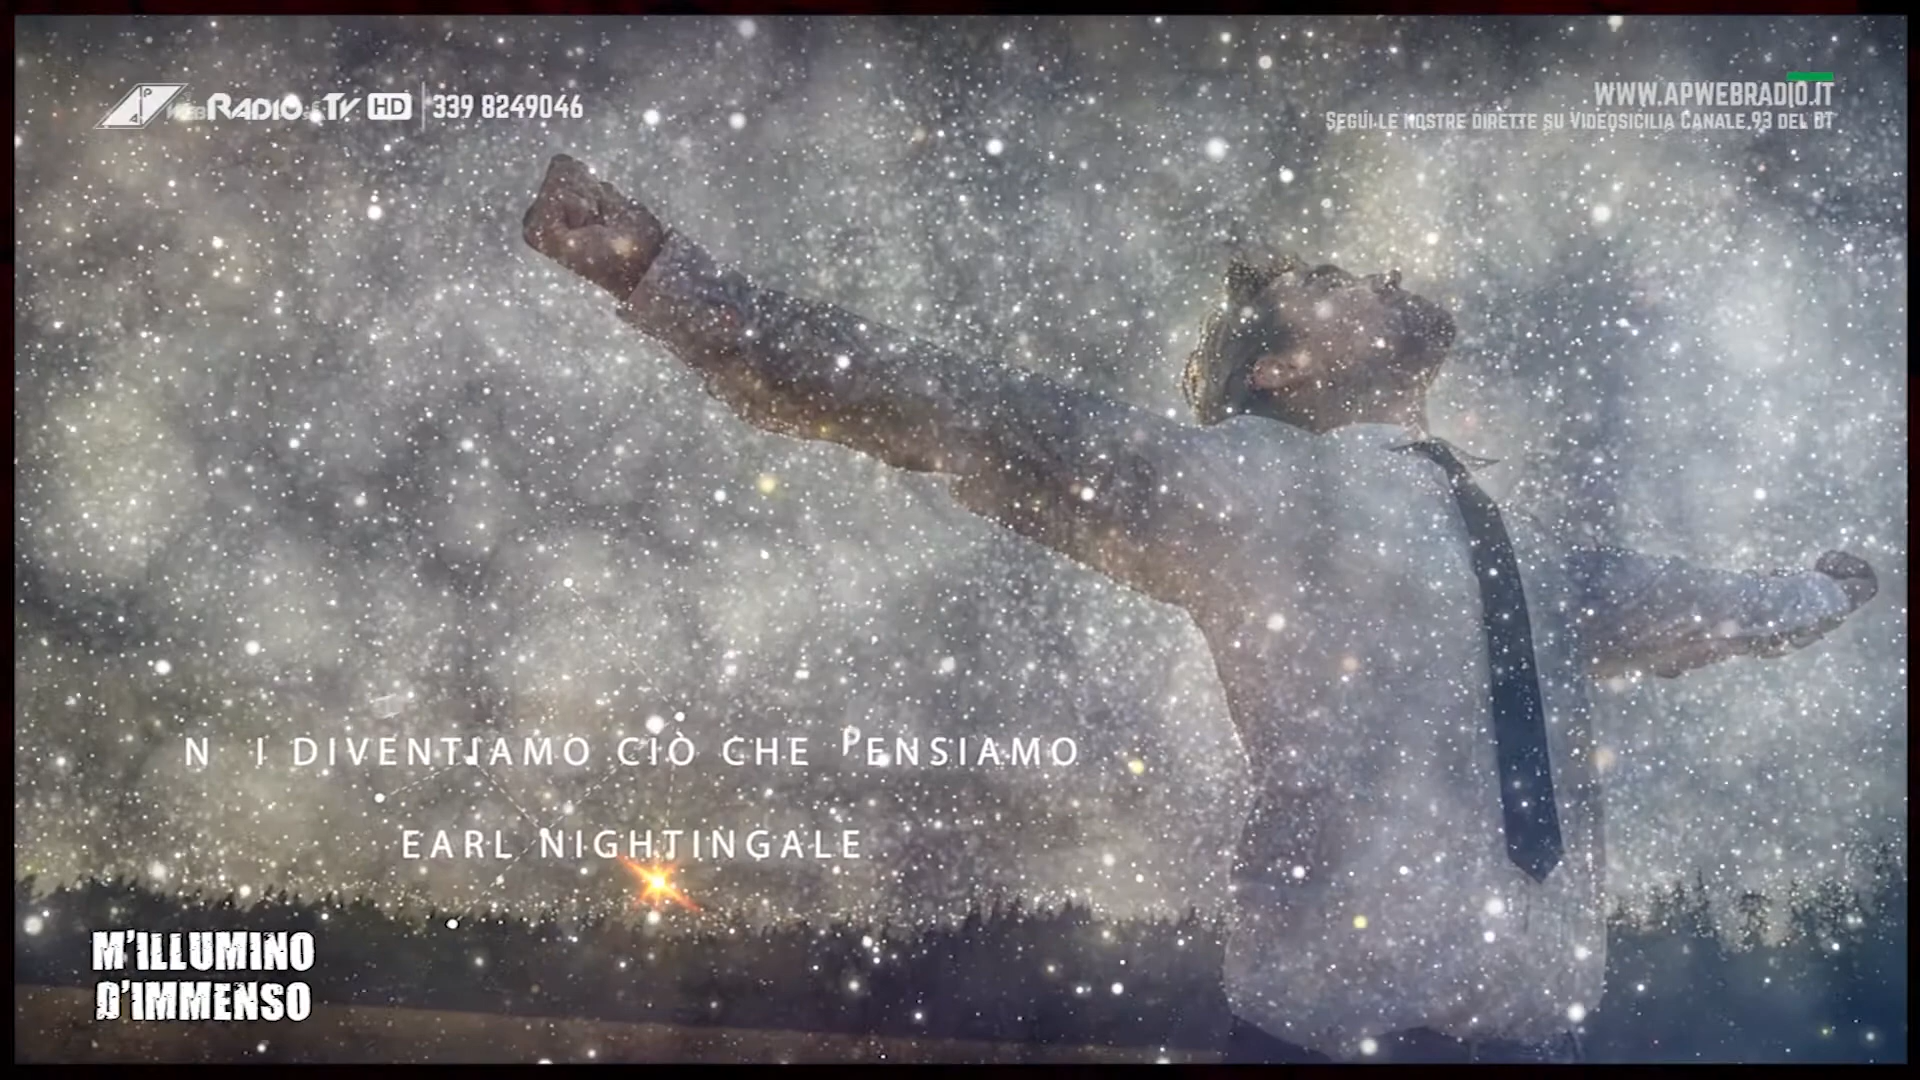 WEB RADIO TV HD 339 8249046
WWW.APWEBRADIO.IT
SEGUI LE NOSTRE DIRETTE SU VIDEOSICILIA CANALE 93 DEL DT
N I DIVENTIAMO CIÒ CHE PENSIAMO
EARL NIGHTINGALE
M'ILLUMINO
D'IMMENSO